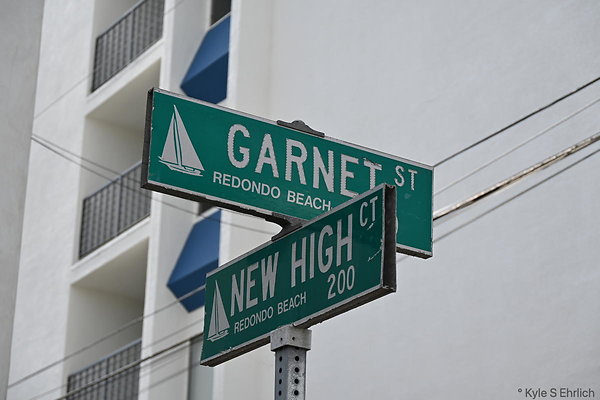 GARNET ST
REDONDO BEACH
NEW HIGH CT
REDONDO BEACH 200
° Kyle S Ehrlich